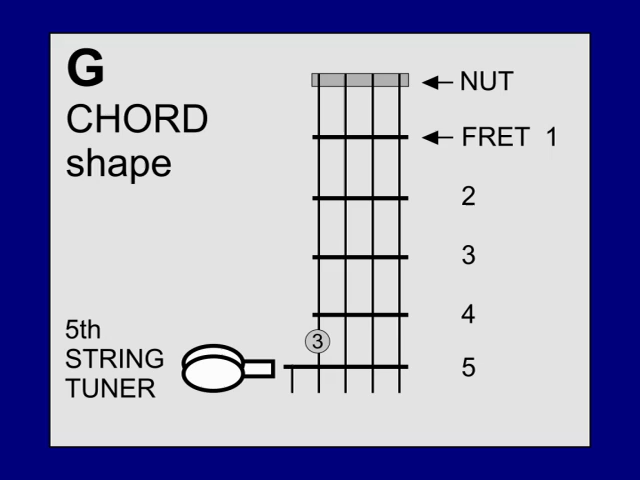 G
CHORD
shape
NUT
FRET 1
2
3
4
3
5
5th
STRING
TUNER